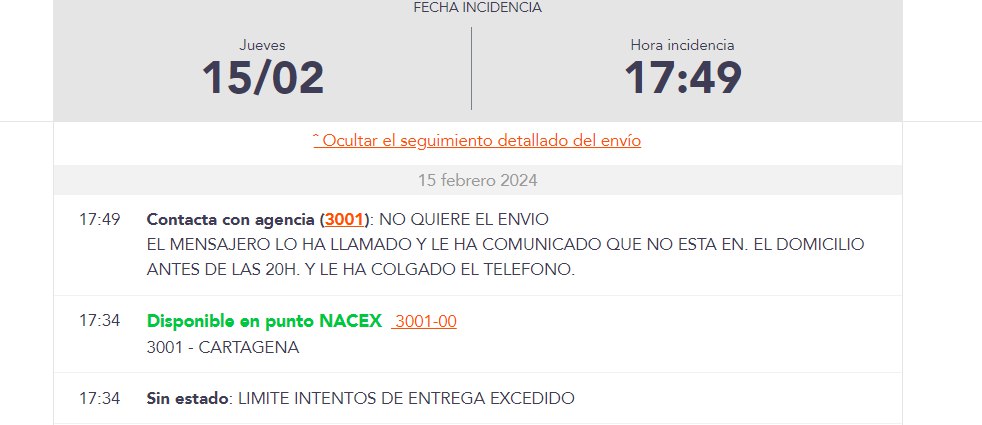 FECHA INCIDENCIA
Jueves
15/02
Hora incidencia
17:49
ˆ Ocultar el seguimiento detallado del envío
15 febrero 2024
17:49 Contacta con agencia (3001): NO QUIERE EL ENVIO
EL MENSAJERO LO HA LLAMADO Y LE HA COMUNICADO QUE NO ESTA EN. EL DOMICILIO
ANTES DE LAS 20H. Y LE HA COLGADO EL TELEFONO.
17:34 Disponible en punto NACEX 3001-00
3001 - CARTAGENA
17:34 Sin estado: LIMITE INTENTOS DE ENTREGA EXCEDIDO